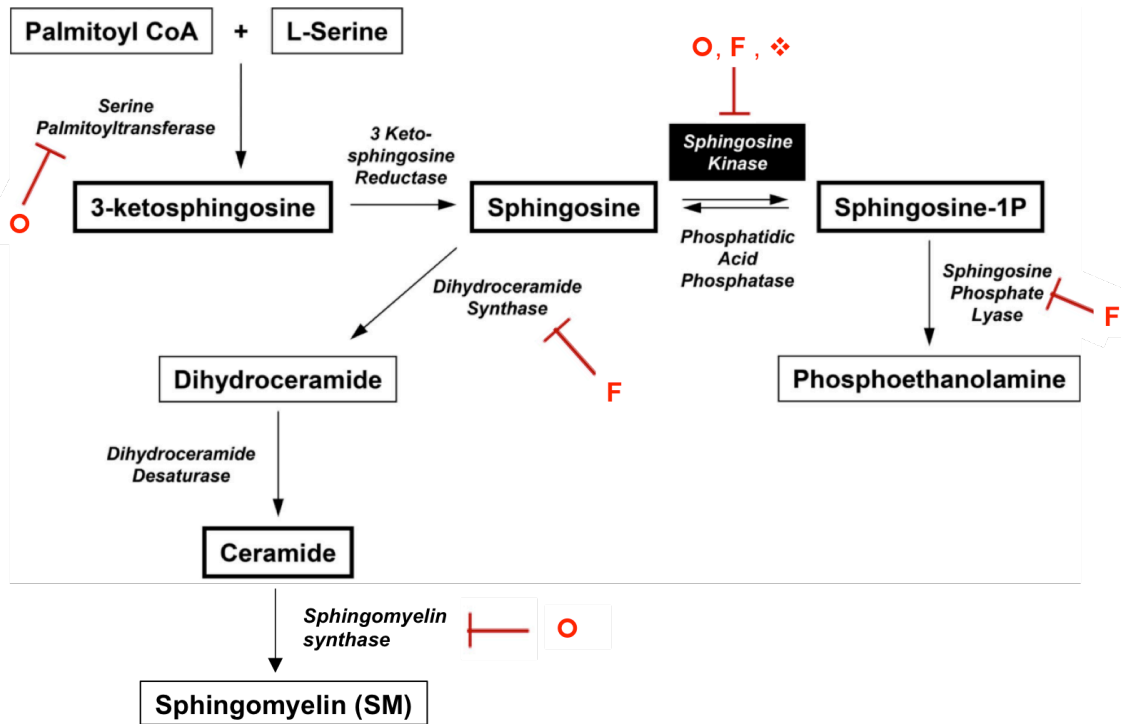 Palmitoyl CoA + L-Serine
O, F, ❖
Serine
Palmitoyltransferase
3 Keto-
sphingosine
Reductase
Sphingosine
Kinase
O
3-ketosphingosine
Sphingosine
Sphingosine-1P
Phosphatidic
Acid
Phosphatase
Sphingosine
Phosphate
Lyase
F
Dihydroceramide
Synthase
F
Dihydroceramide
Phosphoethanolamine
Dihydroceramide
Desaturase
Ceramide
Sphingomyelin
synthase
O
Sphingomyelin (SM)